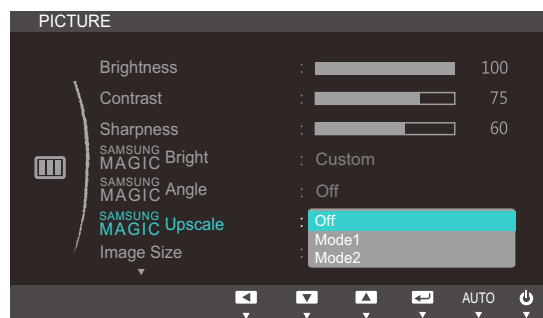 PICTURE
Brightness : 100
Contrast : 75
Sharpness : 60
SAMSUNG MAGIC Bright : Custom
SAMSUNG MAGIC Angle : Off
SAMSUNG MAGIC Upscale : Off
Mode1
Mode2
Image Size :
AUTO